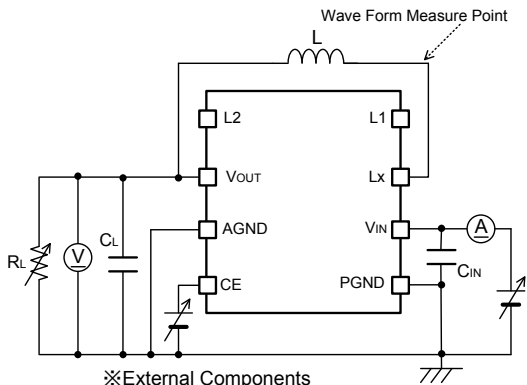 Wave Form Measure Point
L
L2
L1
VOUT
Lx
AGND
VIN
A
V
CL
RL
CE
PGND
CIN
※External Components